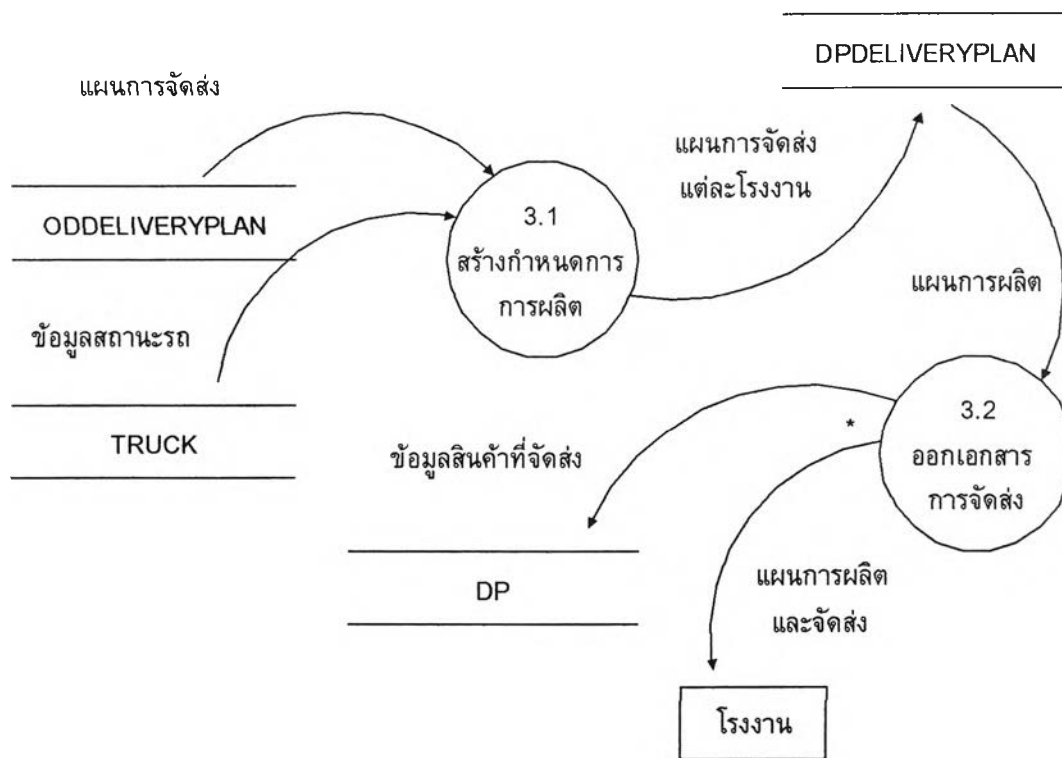 DPDELIVERYPLAN
แผนการจัดส่ง
แผนการจัดส่ง
แต่ละโรงงาน
ODDELIVERYPLAN
3.1
สร้างกำหนดการ
การผลิต
แผนการผลิต
ข้อมูลสถานะรถ
TRUCK
3.2
ออกเอกสาร
การจัดส่ง
*
ข้อมูลสินค้าที่จัดส่ง
DP
แผนการผลิต
และจัดส่ง
โรงงาน